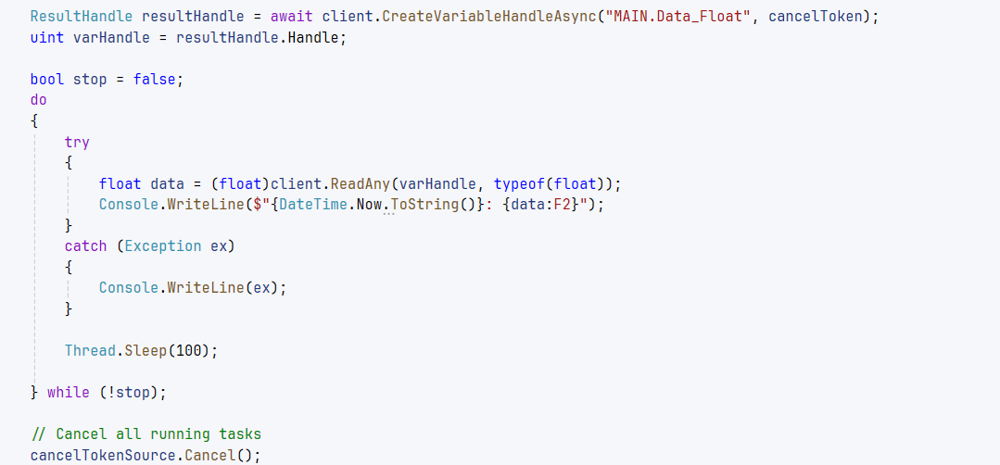 ResultHandle resultHandle = await client.CreateVariableHandleAsync("MAIN.Data_Float", cancelToken);
uint varHandle = resultHandle.Handle;
bool stop = false;
do
{
try
{
float data = (float)client.ReadAny(varHandle, typeof(float));
Console.WriteLine($"{DateTime.Now.ToString()}: {data:F2}");
}
catch (Exception ex)
{
Console.WriteLine(ex);
}
Thread.Sleep(100);
} while (!stop);
// Cancel all running tasks
cancelTokenSource.Cancel();